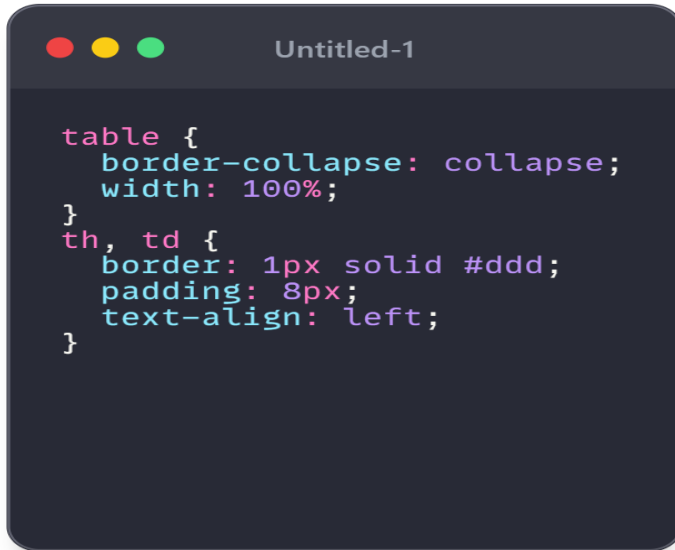 Untitled-1
table {
  border-collapse: collapse;
  width: 100%;
}
th, td {
  border: 1px solid #ddd;
  padding: 8px;
  text-align: left;
}